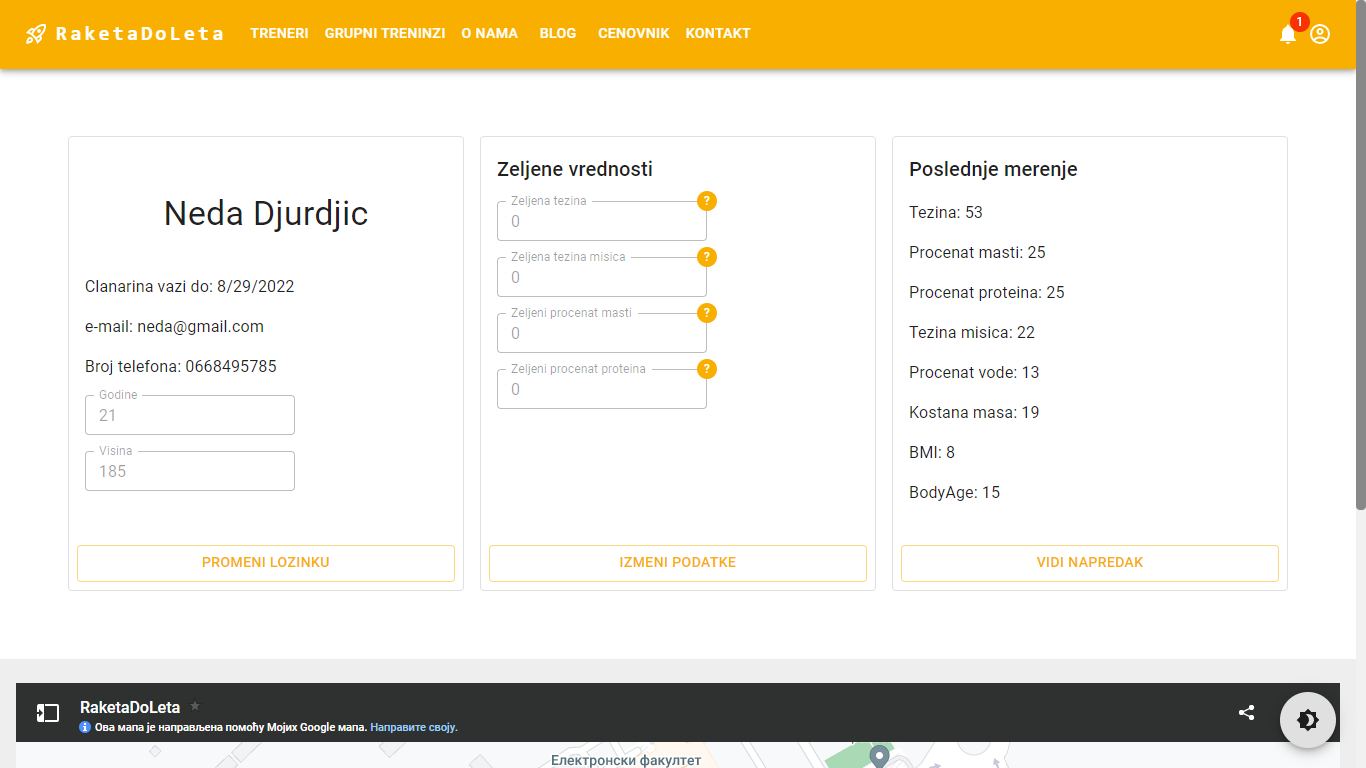 RaketaDoLeta TRENERI GRUPNI TRENINZI O NAMA BLOG CENOVNIK KONTAKT 1
Neda Djurdjic
Clanarina vazi do: 8/29/2022
e-mail: neda@gmail.com
Broj telefona: 0668495785
Godine
21
Visina
185
PROMENI LOZINKU
Zeljene vrednosti
Zeljena tezina ?
0
Zeljena tezina misica ?
0
Zeljeni procenat masti ?
0
Zeljeni procenat proteina ?
0
IZMENI PODATKE
Poslednje merenje
Tezina: 53
Procenat masti: 25
Procenat proteina: 25
Tezina misica: 22
Procenat vode: 13
Kostana masa: 19
BMI: 8
BodyAge: 15
VIDI NAPREDAK
RaketaDoLeta
Ова мапа је направљена помоћу Мојих Google мапа. Направите своју.
Електронски факултет